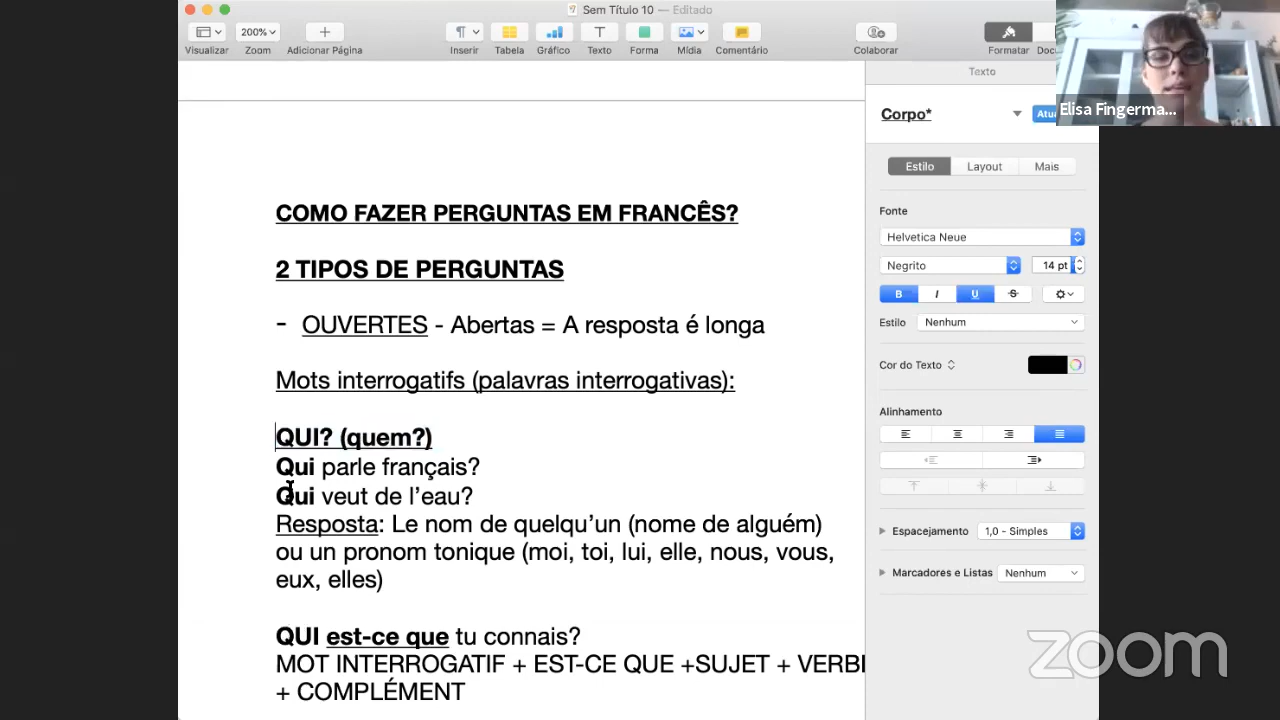 Sem Título 10 — Editado
200%
Visualizar Zoom Adicionar Página Inserir Tabela Gráfico Texto Forma Mídia Comentário Colaborar Formatar
Texto
Elisa Fingerma...
Corpo*
Estilo Layout Mais
COMO FAZER PERGUNTAS EM FRANCÊS?
2 TIPOS DE PERGUNTAS
- OUVERTES - Abertas = A resposta é longa
Mots interrogatifs (palavras interrogativas):
QUI? (quem?)
Qui parle français?
Qui veut de l'eau?
Resposta: Le nom de quelqu'un (nome de alguém)
ou un pronom tonique (moi, toi, lui, elle, nous, vous,
eux, elles)
QUI est-ce que tu connais?
MOT INTERROGATIF + EST-CE QUE +SUJET +
+ COMPLÉMENT
Fonte
Helvetica Neue
Negrito 14 pt
B I U S
Estilo Nenhum
Cor do Texto
Alinhamento
Espacejamento 1,0 - Simples
Marcadores e Listas Nenhum
zoom